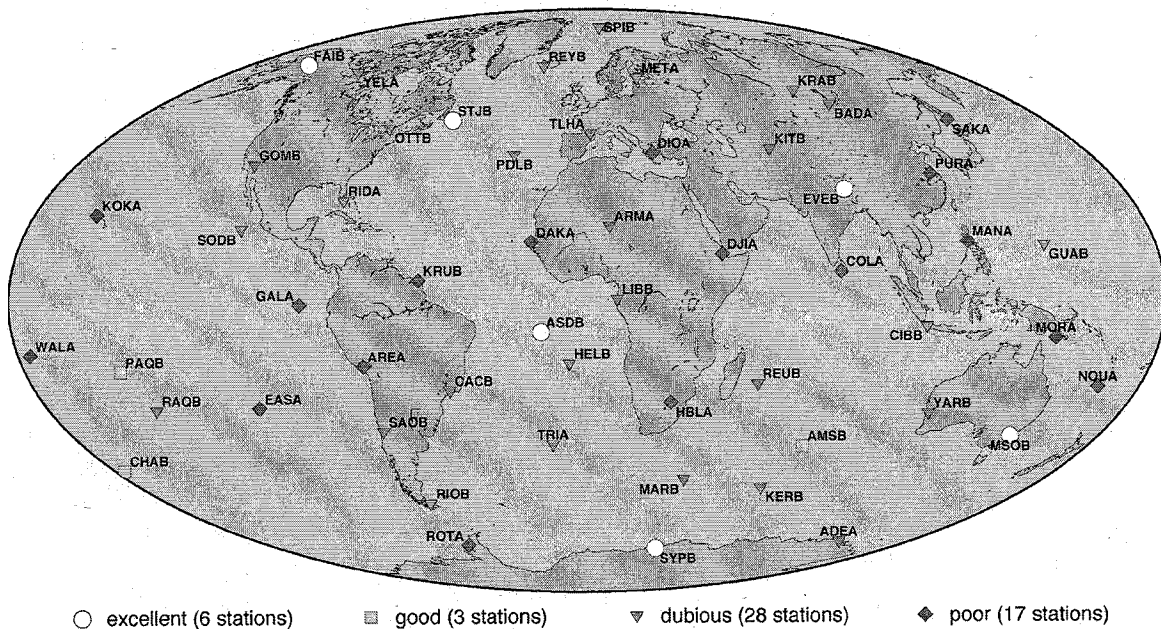 SPIB
FAIB
REYB
META
YELA
KRAB
STJB
BADA
TLHA
SAKA
OTTB
DIOA
KITB
GOMB
PDLB
PURA
RIDA
EVEB
KOKA
ARMA
SODB
DAKA
DJIA
MANA
GUAB
COLA
KRUB
LIBB
GALA
ASDB
CIBB
MORA
WALA
PAQB
AREA
HELB
REUB
NOUA
CACB
RAQB
EASA
HBLA
YARB
SAOB
TRIA
AMSB
MSOB
CHAB
RIOB
MARB
KERB
ROTA
ADEA
SYPB
excellent (6 stations) good (3 stations) dubious (28 stations) poor (17 stations)